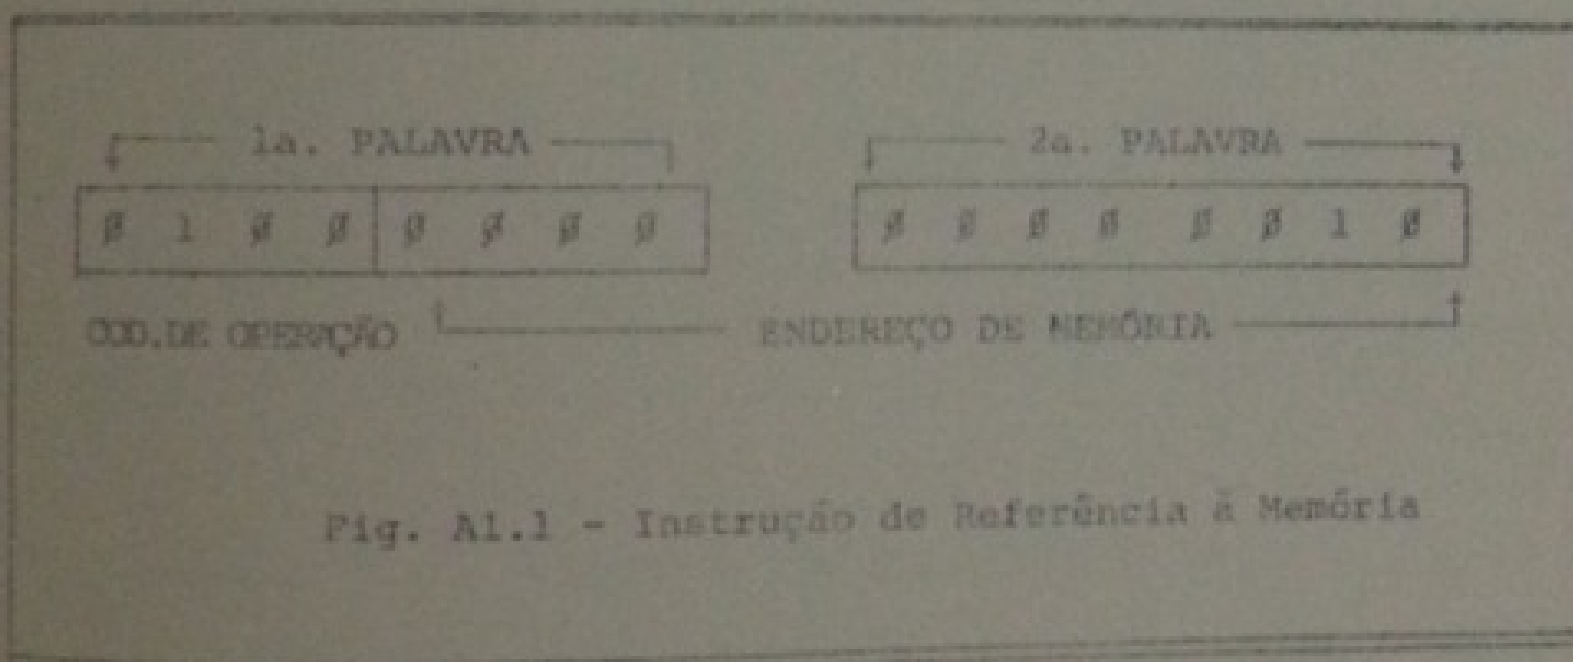 1a. PALAVRA 2a. PALAVRA
Ø 1 Ø Ø Ø Ø Ø Ø Ø Ø Ø Ø Ø Ø 1 Ø
COD.DE OPERAÇÃO ENDEREÇO DE MEMÓRIA
Fig. A1.1 - Instrução de Referência à Memória